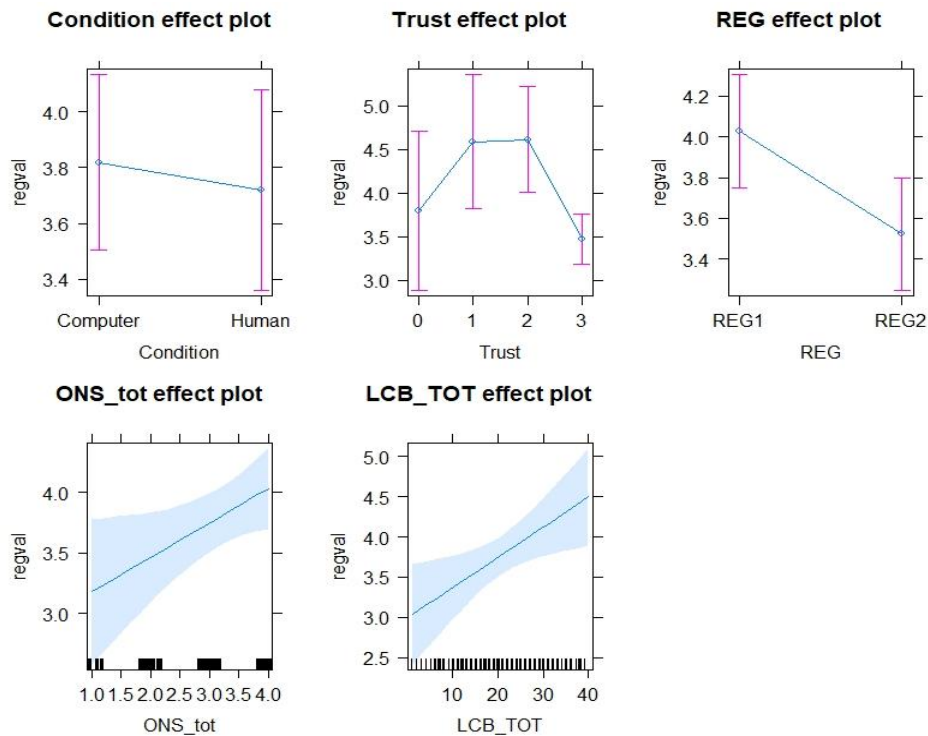 Condition effect plot
regval
4.0
3.8
3.6
3.4
Computer Human
Condition
Trust effect plot
regval
5.0
4.5
4.0
3.5
3.0
0 1 2 3
Trust
REG effect plot
regval
4.2
4.0
3.8
3.6
3.4
REG1 REG2
REG
ONS_tot effect plot
regval
4.0
3.5
3.0
1.0 1.5 2.0 2.5 3.0 3.5 4.0
ONS_tot
LCB_TOT effect plot
regval
5.0
4.5
4.0
3.5
3.0
2.5
10 20 30 40
LCB_TOT